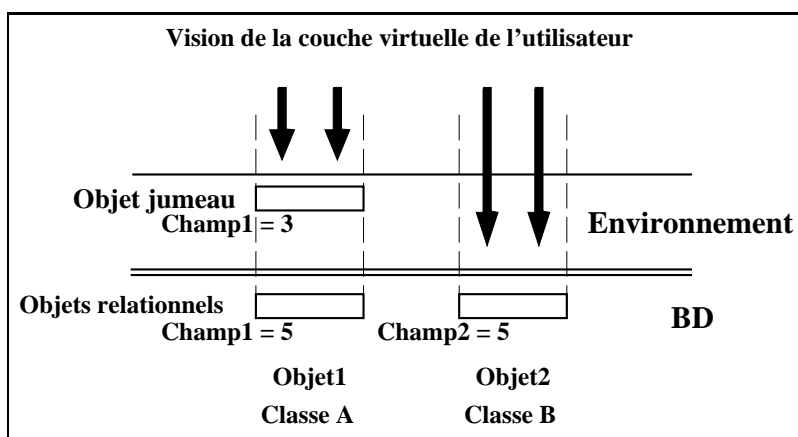 Vision de la couche virtuelle de l’utilisateur
Objet jumeau
Champ1 = 3
Environnement
Objets relationnels
Champ1 = 5
Champ2 = 5
BD
Objet1
Objet2
Classe A
Classe B